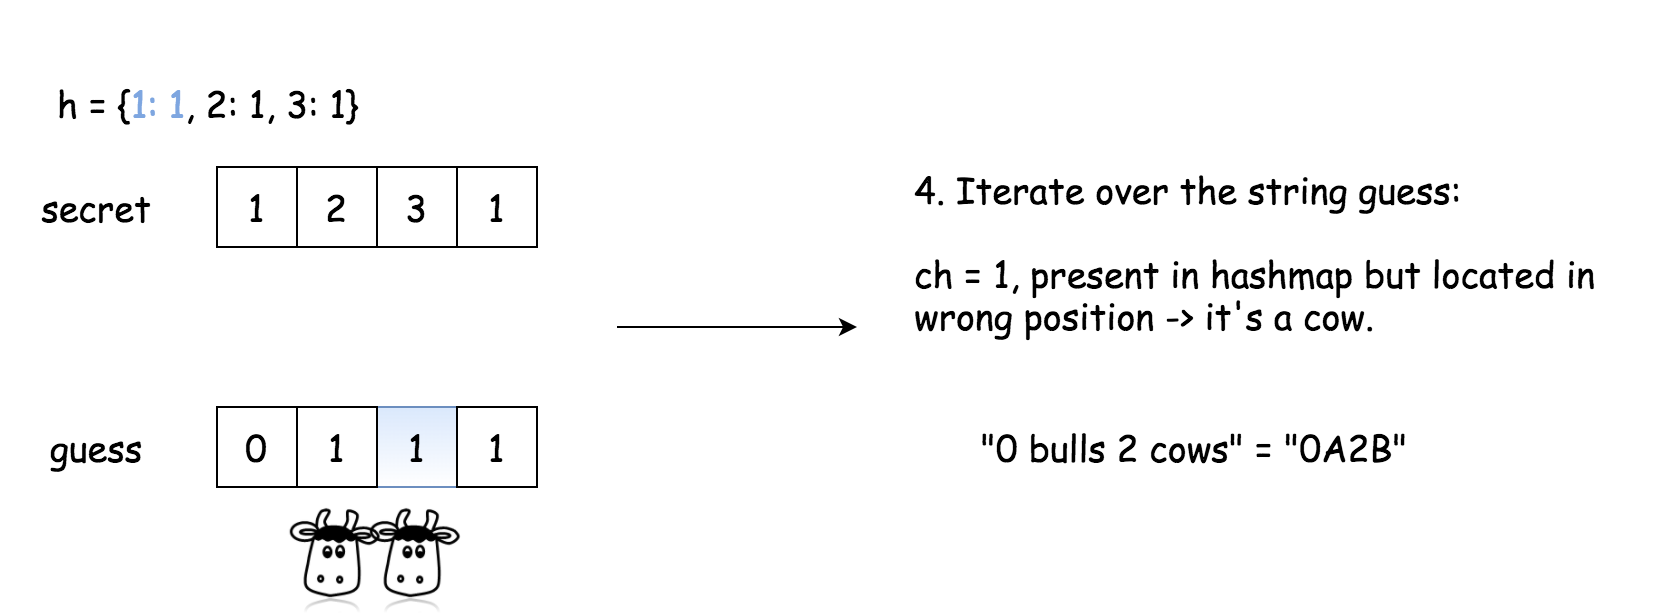 h = {1: 1, 2: 1, 3: 1}
secret 1 2 3 1
4. Iterate over the string guess:
ch = 1, present in hashmap but located in
wrong position -> it's a cow.
guess 0 1 1 1
"0 bulls 2 cows" = "0A2B"